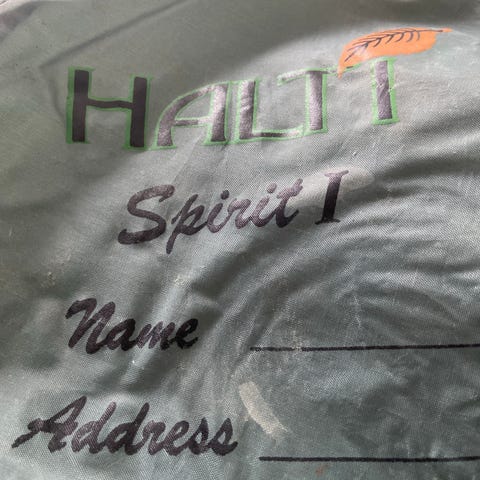 HALTI
Spirit I
Name
Address